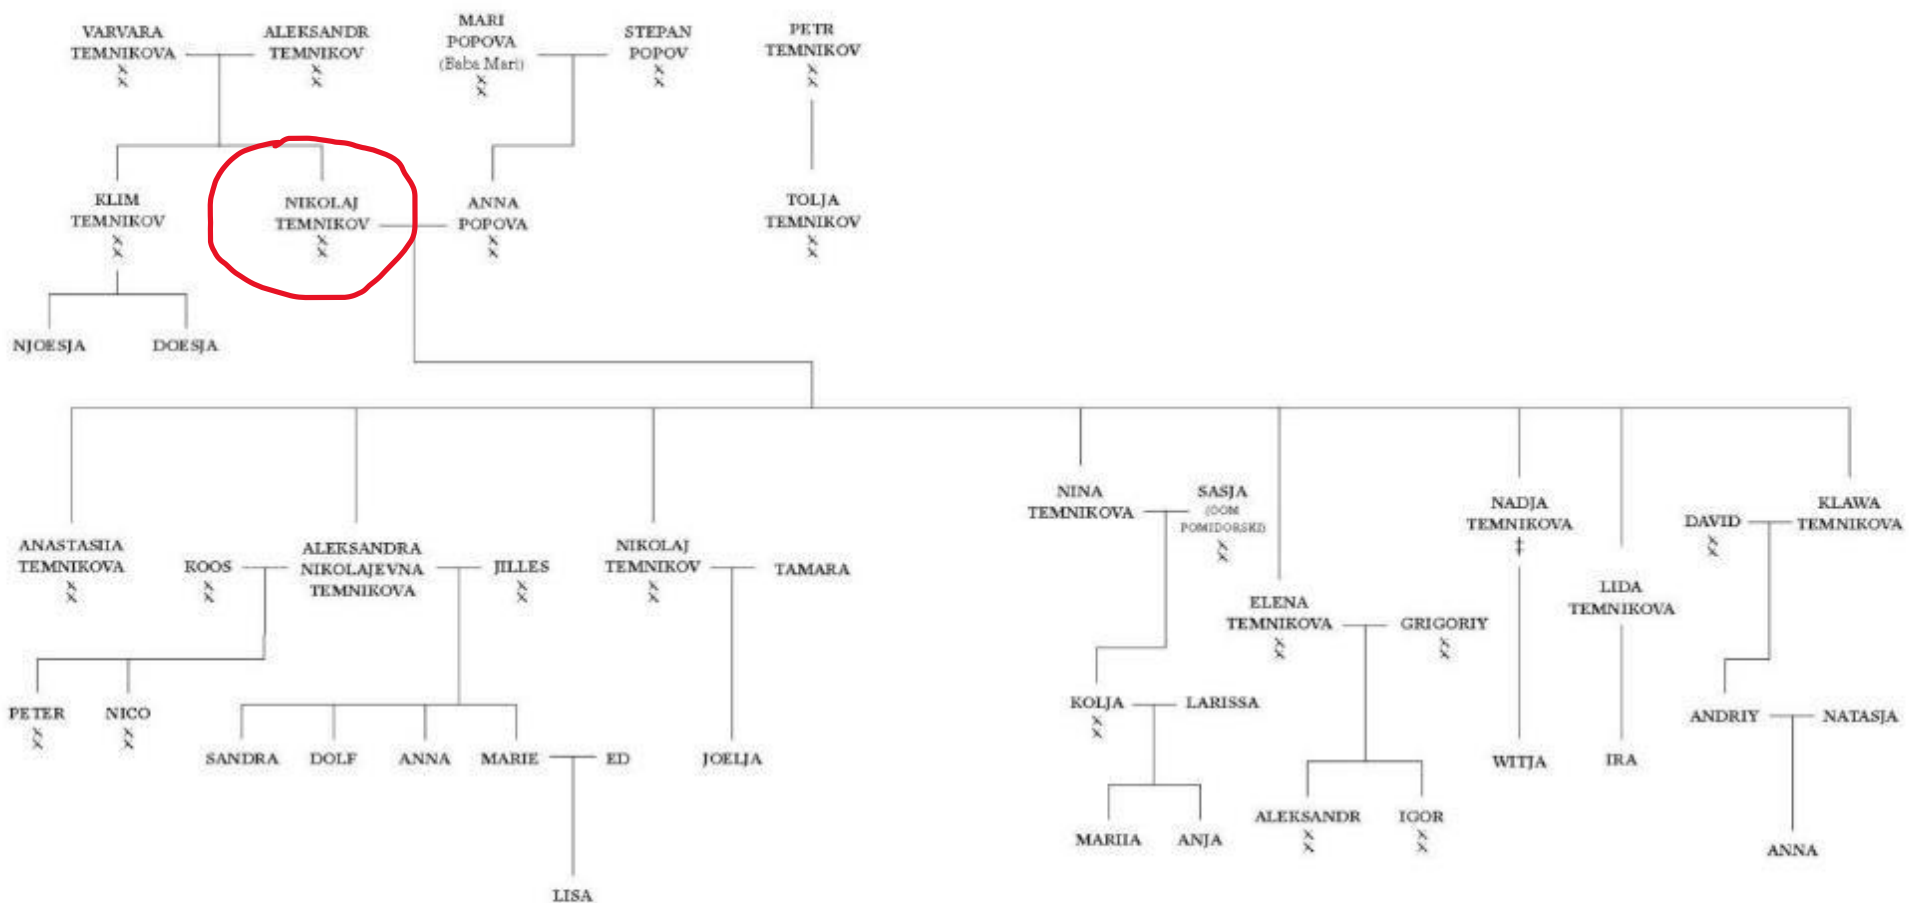 VARVARA
TEMNIKOVA
ALEKSANDR
TEMNIKOV
MARI
POPOVA
(Baba Mari)
STEPAN
POPOV
PETR
TEMNIKOV
KLIM
TEMNIKOV
NIKOLAJ
TEMNIKOV
ANNA
POPOVA
TOLJA
TEMNIKOV
NJOESJA
DOESJA
ANASTASIIA
TEMNIKOVA
KOOS
ALEKSANDRA
NIKOLAJEVNA
TEMNIKOVA
JILLES
NIKOLAJ
TEMNIKOV
TAMARA
NINA
TEMNIKOVA
SASJA
(OOM
POMIDORSKI)
ELENA
TEMNIKOVA
GRIGORIY
NADJA
TEMNIKOVA
LIDA
TEMNIKOVA
DAVID
KLAWA
TEMNIKOVA
PETER
NICO
SANDRA
DOLF
ANNA
MARIE
ED
JOELJA
KOLJA
LARISSA
WITJA
IRA
ANDRIY
NATASJA
MARIIA
ANJA
ALEKSANDR
IGOR
ANNA
LISA